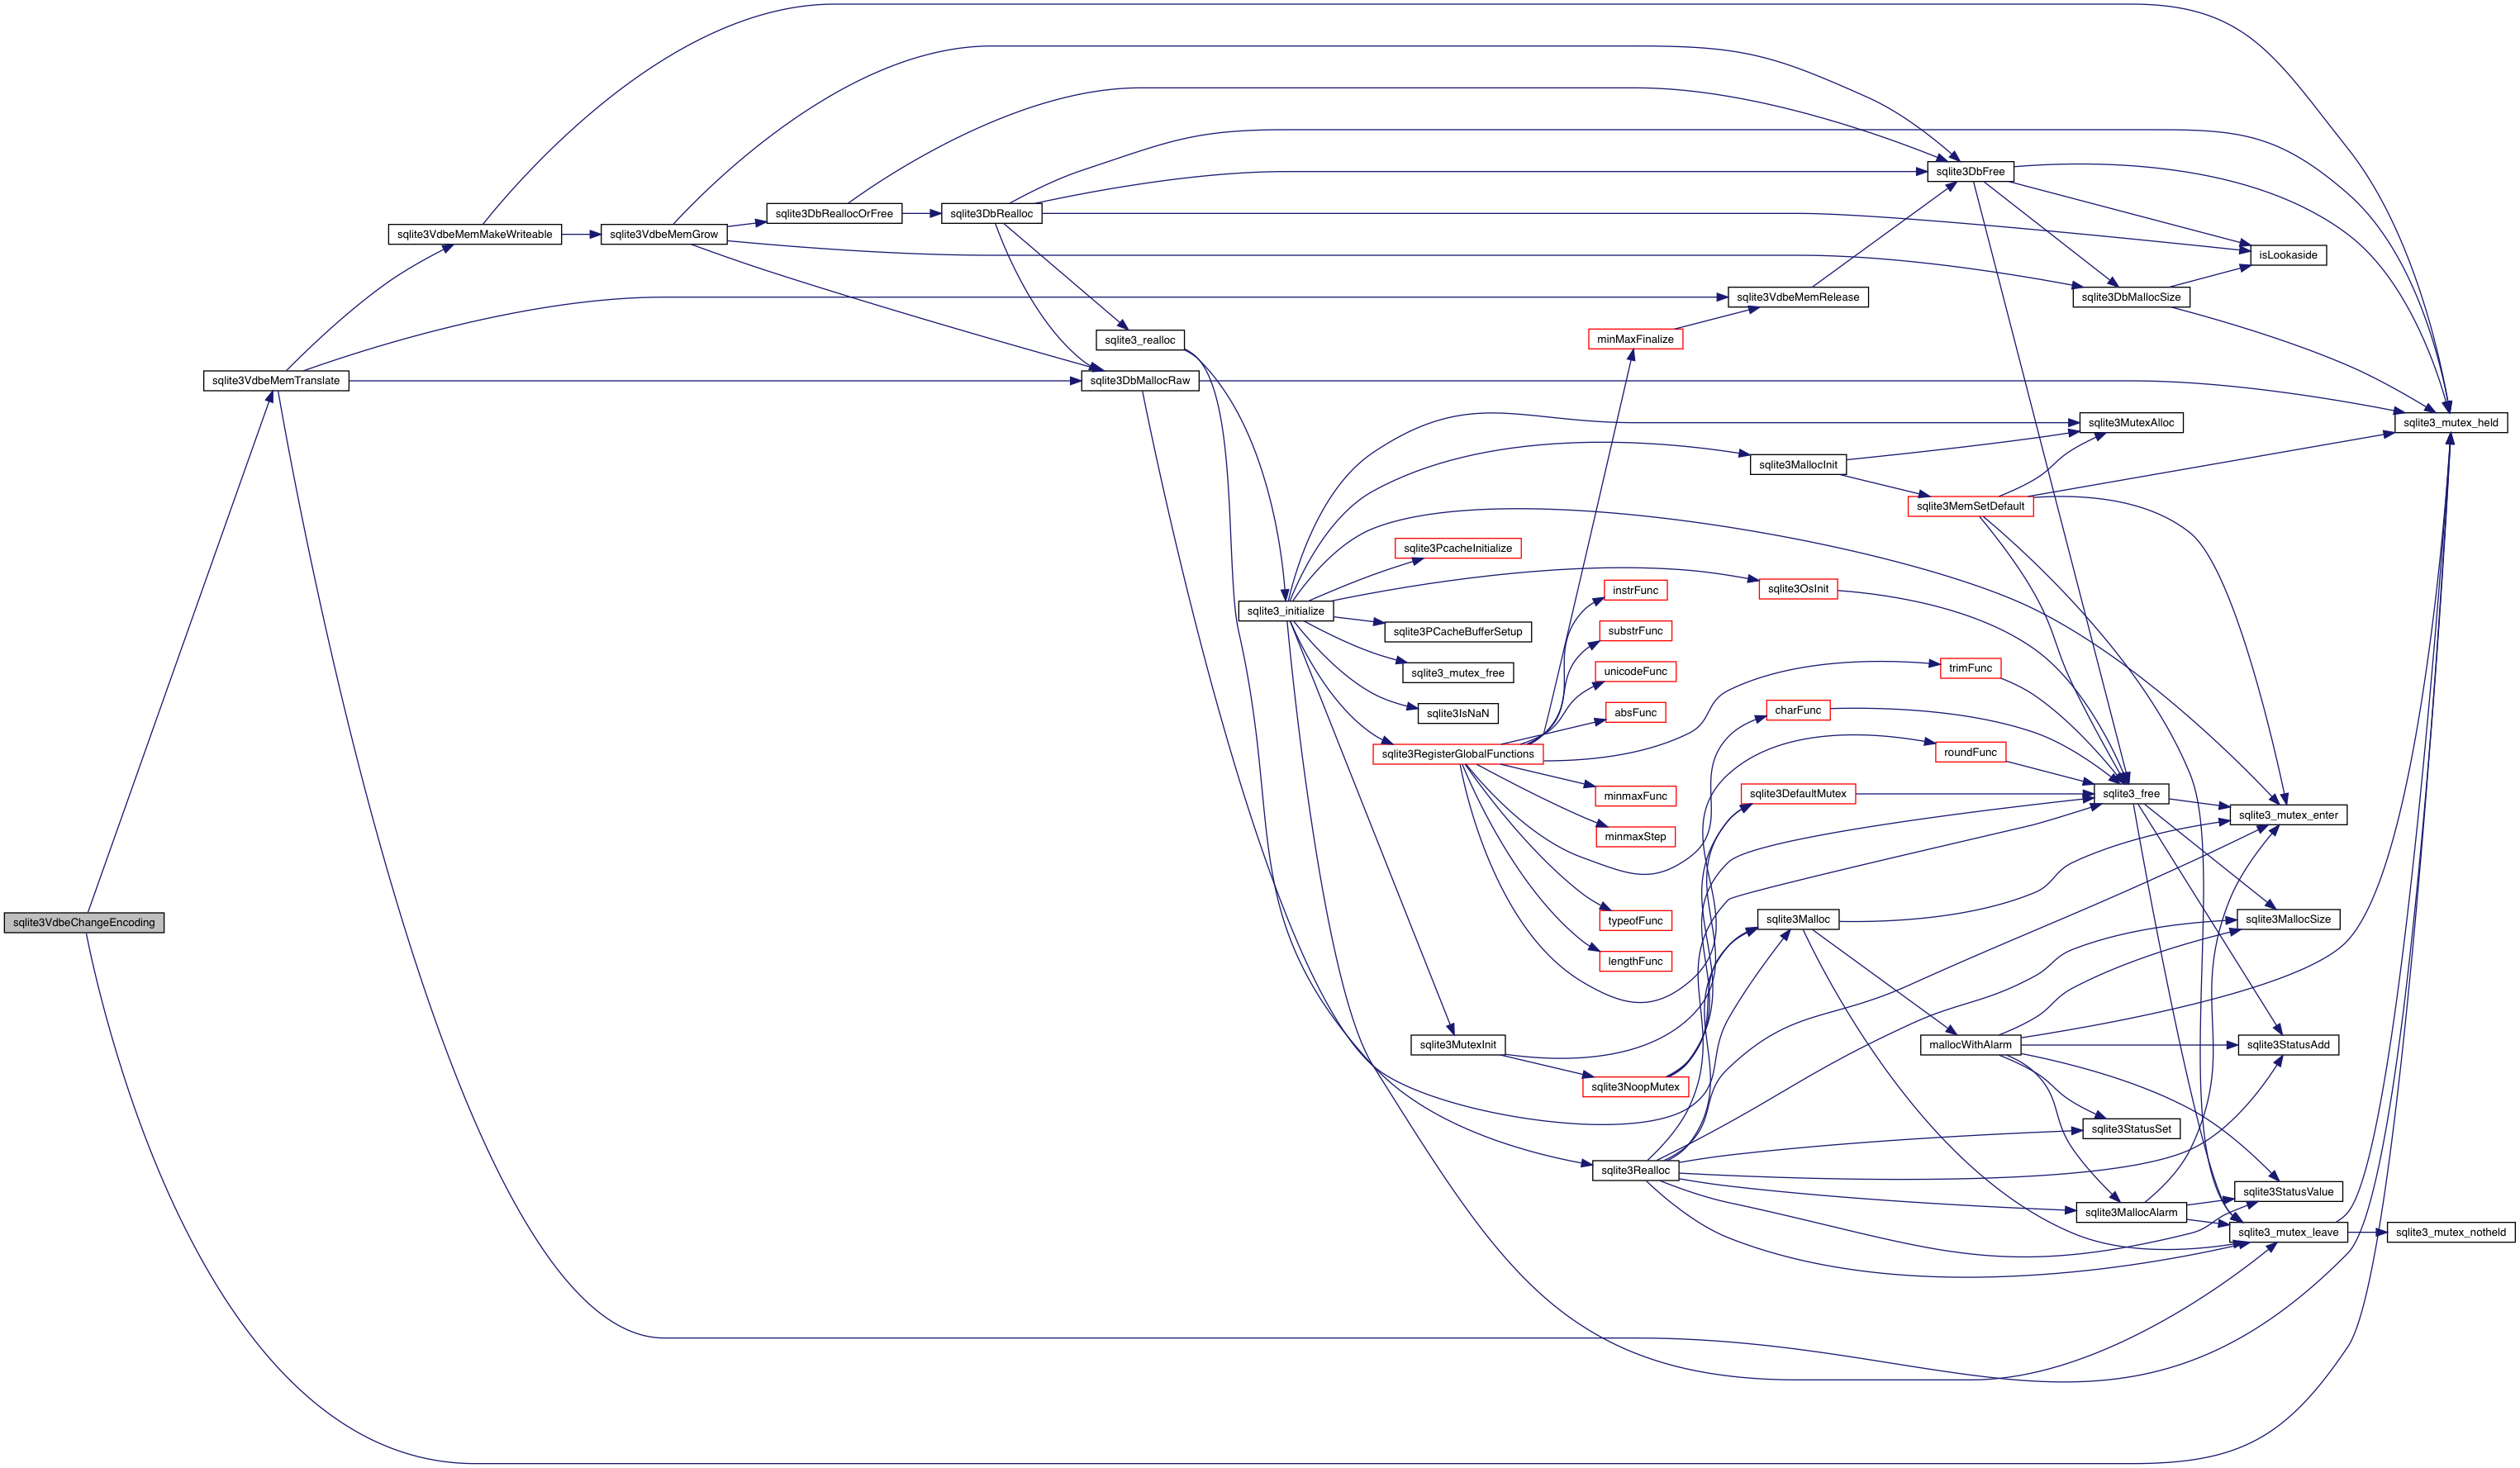 sqlite3VdbeChangeEncoding
sqlite3VdbeMemTranslate
sqlite3VdbeMemMakeWriteable
sqlite3VdbeMemGrow
sqlite3DbReallocOrFree
sqlite3DbRealloc
sqlite3_realloc
sqlite3DbMallocRaw
sqlite3_initialize
sqlite3PcacheInitialize
sqlite3PCacheBufferSetup
sqlite3_mutex_free
sqlite3IsNaN
sqlite3RegisterGlobalFunctions
sqlite3MutexInit
minMaxFinalize
instrFunc
substrFunc
unicodeFunc
absFunc
minmaxFunc
minmaxStep
typeofFunc
lengthFunc
sqlite3NoopMutex
sqlite3Realloc
sqlite3VdbeMemRelease
sqlite3MallocInit
sqlite3OsInit
charFunc
sqlite3DefaultMutex
sqlite3Malloc
sqlite3DbFree
sqlite3MemSetDefault
trimFunc
roundFunc
mallocWithAlarm
sqlite3DbMallocSize
sqlite3MutexAlloc
sqlite3_free
sqlite3StatusSet
sqlite3MallocAlarm
isLookaside
sqlite3_mutex_enter
sqlite3MallocSize
sqlite3StatusAdd
sqlite3StatusValue
sqlite3_mutex_leave
sqlite3_mutex_held
sqlite3_mutex_notheld